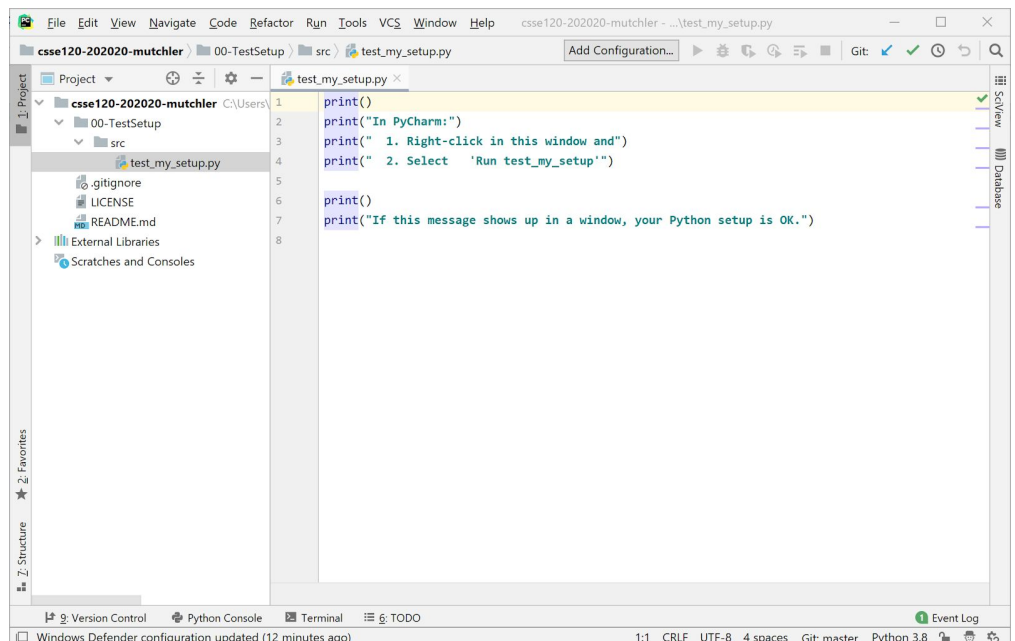 File Edit View Navigate Code Refactor Run Tools VCS Window Help csse120-202020-mutchler - ...\test_my_setup.py
csse120-202020-mutchler 00-TestSetup src test_my_setup.py Add Configuration... Git:
Project
test_my_setup.py
1: Project
csse120-202020-mutchler C:\Users\
00-TestSetup
src
test_my_setup.py
.gitignore
LICENSE
README.md
External Libraries
Scratches and Consoles
1 print()
2 print("In PyCharm:")
3 print("  1. Right-click in this window and")
4 print("  2. Select   'Run test_my_setup'")
5
6 print()
7 print("If this message shows up in a window, your Python setup is OK.")
8
SciView
Database
2: Favorites
7: Structure
9: Version Control Python Console Terminal 6: TODO 1 Event Log
Windows Defender configuration updated (12 minutes ago) 1:1 CRLF UTF-8 4 spaces Git: master Python 3.8